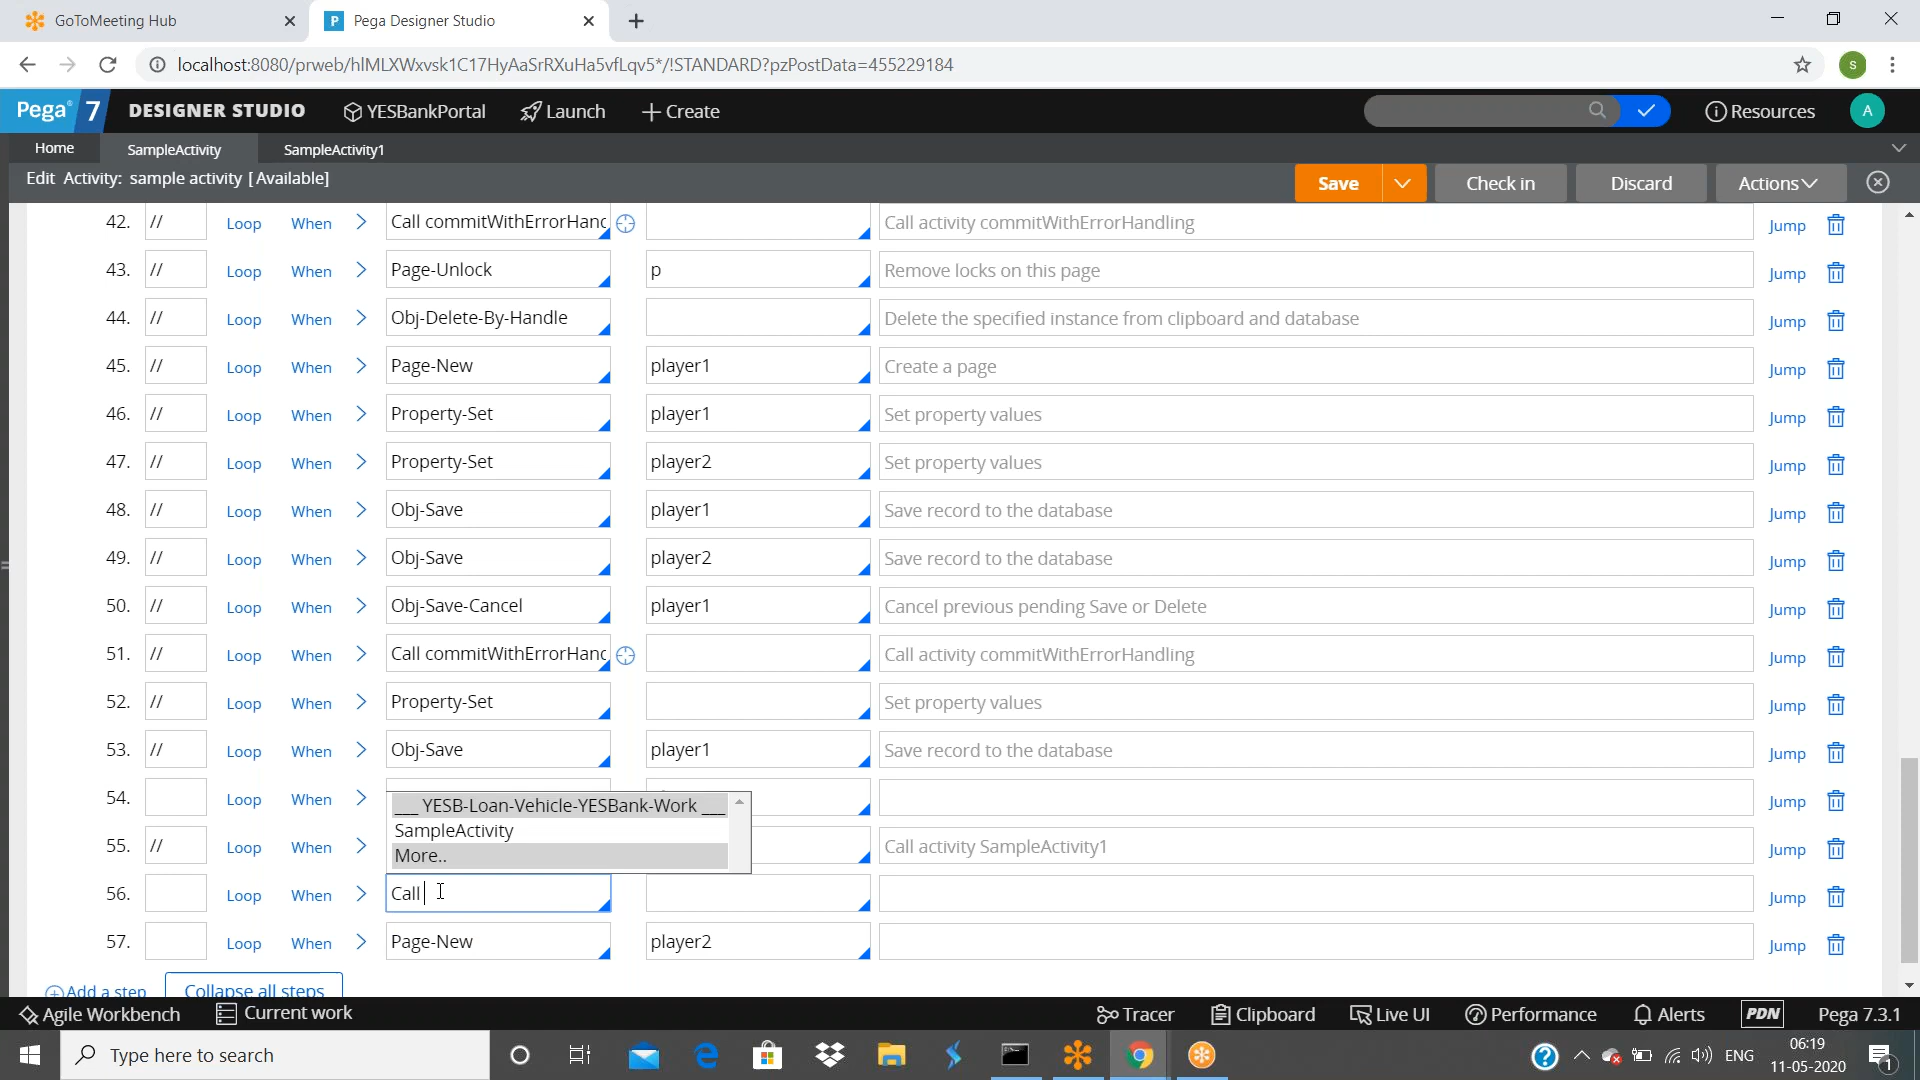 GoToMeeting Hub
Pega Designer Studio
localhost:8080/prweb/hIMLXWxvsk1C17HyAaSrRXuHa5vfLqv5*/!STANDARD?pzPostData=455229184
S
Pega 7 DESIGNER STUDIO YESBankPortal Launch Create Resources A
Home SampleActivity SampleActivity1
Edit Activity: sample activity [Available] Save Check in Discard Actions
42. // Loop When Call commitWithErrorHanc Call activity commitWithErrorHandling Jump
43. // Loop When Page-Unlock p Remove locks on this page Jump
44. // Loop When Obj-Delete-By-Handle Delete the specified instance from clipboard and database Jump
45. // Loop When Page-New player1 Create a page Jump
46. // Loop When Property-Set player1 Set property values Jump
47. // Loop When Property-Set player2 Set property values Jump
48. // Loop When Obj-Save player1 Save record to the database Jump
49. // Loop When Obj-Save player2 Save record to the database Jump
50. // Loop When Obj-Save-Cancel player1 Cancel previous pending Save or Delete Jump
51. // Loop When Call commitWithErrorHanc Call activity commitWithErrorHandling Jump
52. // Loop When Property-Set Set property values Jump
53. // Loop When Obj-Save player1 Save record to the database Jump
54. Loop When Jump
___ YESB-Loan-Vehicle-YESBank-Work ___
SampleActivity
55. // Loop When Call activity SampleActivity1 Jump
More..
56. Loop When Call Jump
57. Loop When Page-New player2 Jump
Add a step Collapse all steps
Agile Workbench Current work Tracer Clipboard Live UI Performance Alerts PDN Pega 7.3.1
Type here to search ENG 06:19
11-05-2020 1